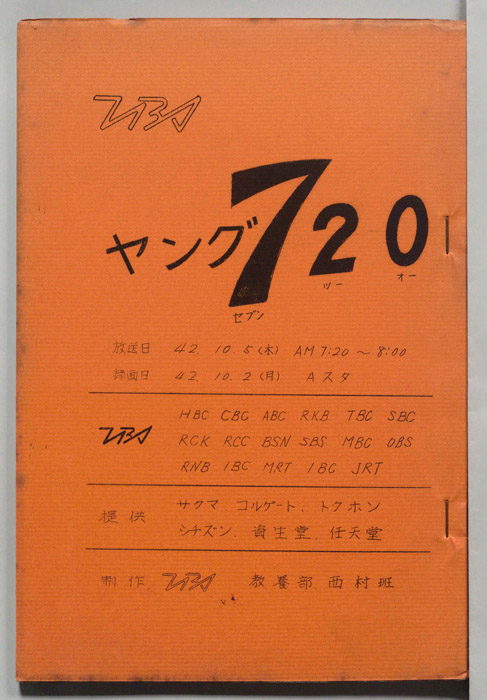 TBS
ヤング720
セブン ツー オー
放送日 42. 10. 5 (木) AM 7:20 ~ 8:00
録画日 42. 10. 2 (月) Aスタ
TBS HBC CBC ABC RKB TBC SBC
RCK RCC BSN SBS MBC OBS
RNB IBC MRT IBC JRT
提供 サクマ コルゲート、トクホン
シチズン、資生堂、任天堂
制作 TBS 教養部 西村班